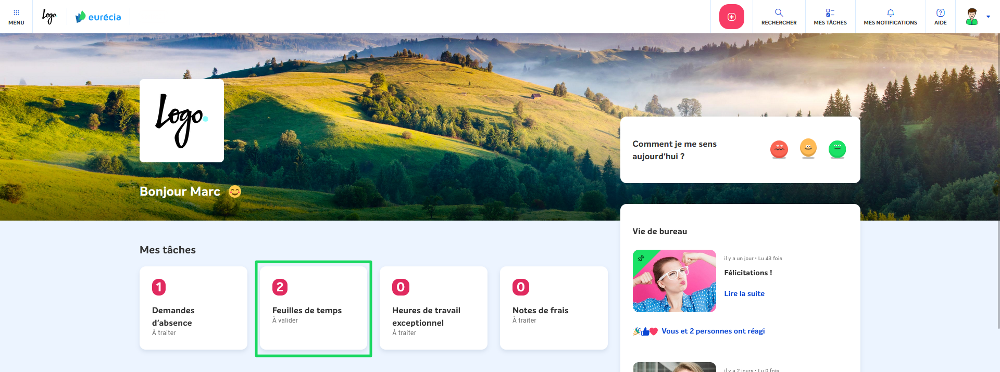 MENU
Logo
eurécia
RECHERCHER
MES TÂCHES
MES NOTIFICATIONS
AIDE
Logo
Bonjour Marc
Comment je me sens
aujourd'hui ?
Mes tâches
1
Demandes
d'absence
À traiter
2
Feuilles de temps
À valider
0
Heures de travail
exceptionnel
À traiter
0
Notes de frais
À traiter
Vie de bureau
il y a un jour • Lu 43 fois
Félicitations !
Lire la suite
Vous et 2 personnes ont réagi
il y a 2 jours • Lu 0 fois